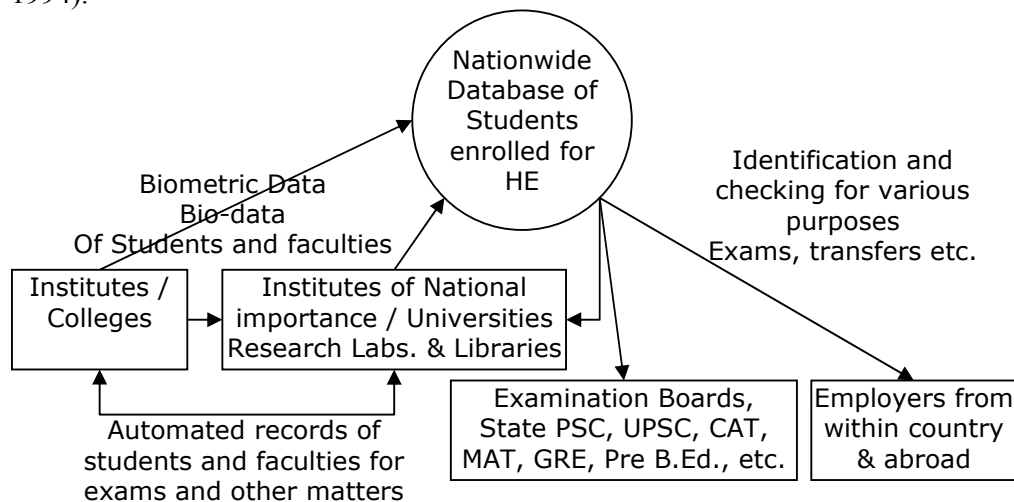 1994).
Nationwide
Database of
Students
enrolled for
HE
Identification and
checking for various
purposes
Exams, transfers etc.
Biometric Data
Bio-data
Of Students and faculties
Institutes /
Colleges
Institutes of National
importance / Universities
Research Labs. & Libraries
Examination Boards,
State PSC, UPSC, CAT,
MAT, GRE, Pre B.Ed., etc.
Employers from
within country
& abroad
Automated records of
students and faculties for
exams and other matters